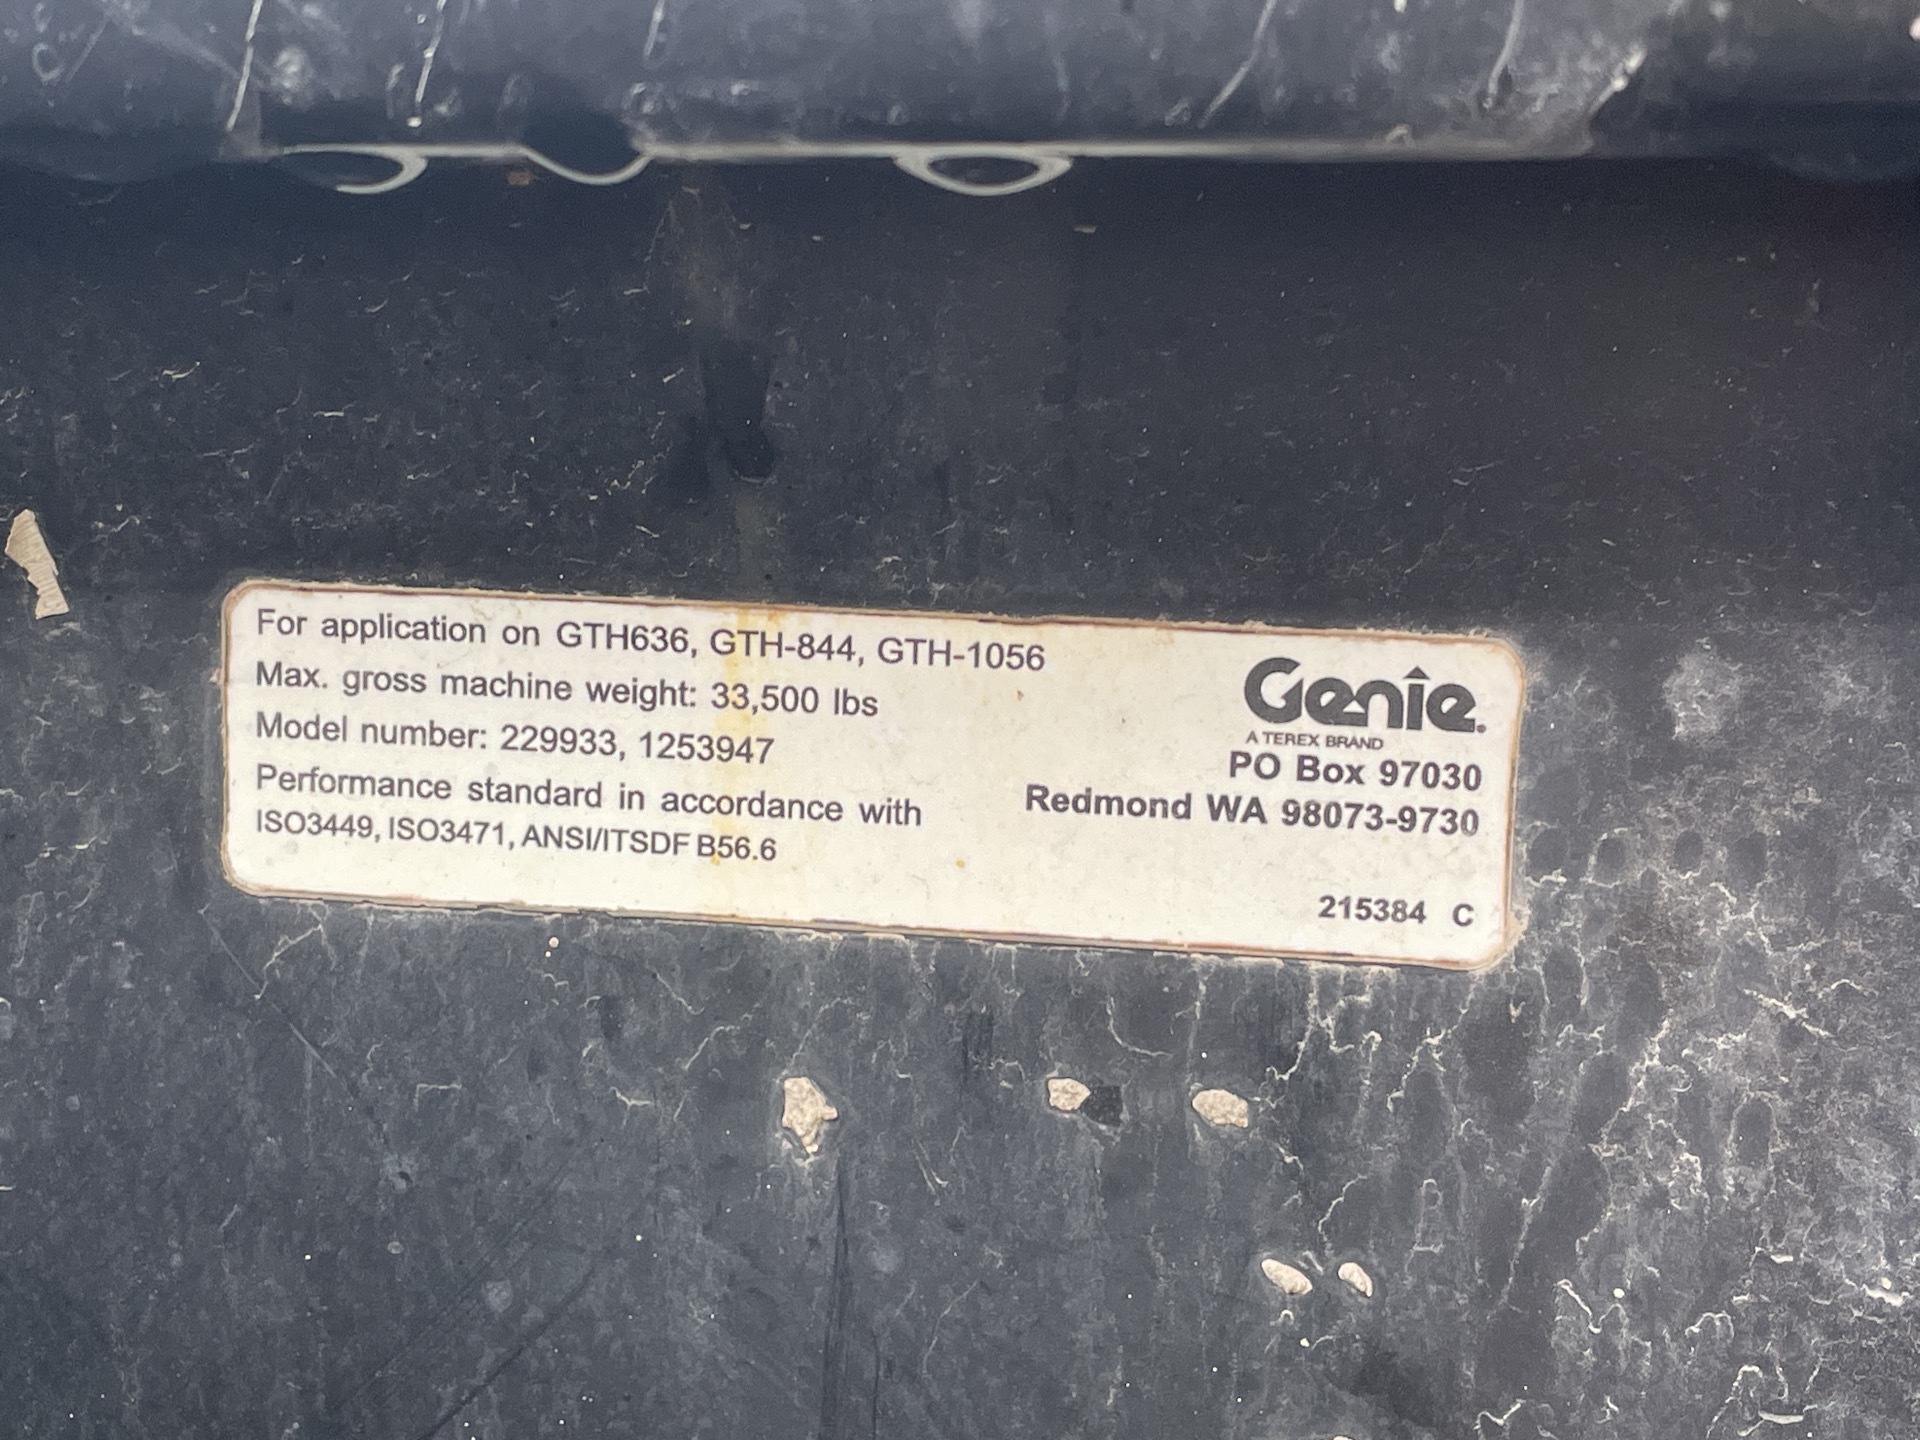 For application on GTH636, GTH-844, GTH-1056
Max. gross machine weight: 33,500 lbs
Model number: 229933, 1253947
Performance standard in accordance with
ISO3449, ISO3471, ANSI/ITSDF B56.6
Genie.
A TEREX BRAND
PO Box 97030
Redmond WA 98073-9730
215384 C